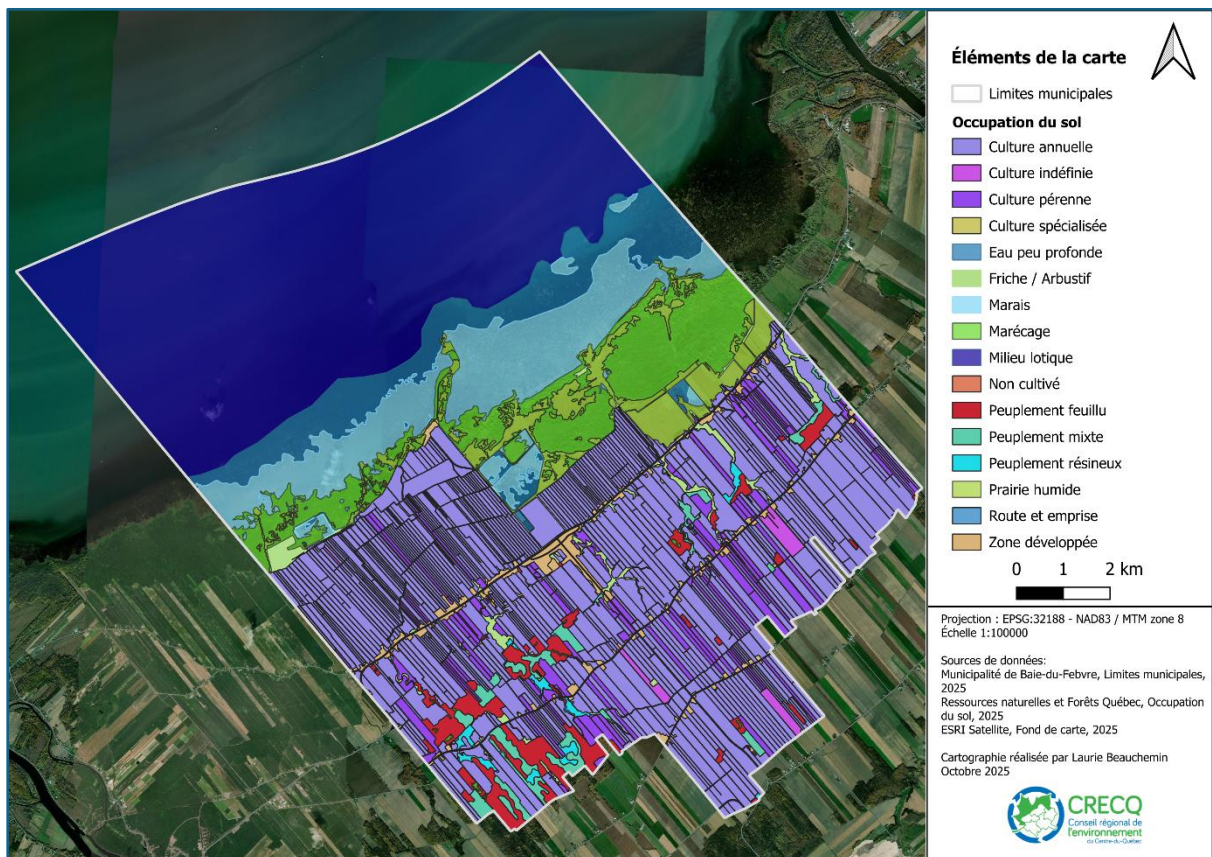 Éléments de la carte
Limites municipales
Occupation du sol
Culture annuelle
Culture indéfinie
Culture pérenne
Culture spécialisée
Eau peu profonde
Friche / Arbustif
Marais
Marécage
Milieu lotique
Non cultivé
Peuplement feuillu
Peuplement mixte
Peuplement résineux
Prairie humide
Route et emprise
Zone développée
0 1 2 km
Projection : EPSG:32188 - NAD83 / MTM zone 8
Échelle 1:100000
Sources de données:
Municipalité de Baie-du-Febvre, Limites municipales,
2025
Ressources naturelles et Forêts Québec, Occupation
du sol, 2025
ESRI Satellite, Fond de carte, 2025
Cartographie réalisée par Laurie Beauchemin
Octobre 2025
CRECQ
Conseil régional de
l'environnement
du Centre-du-Québec